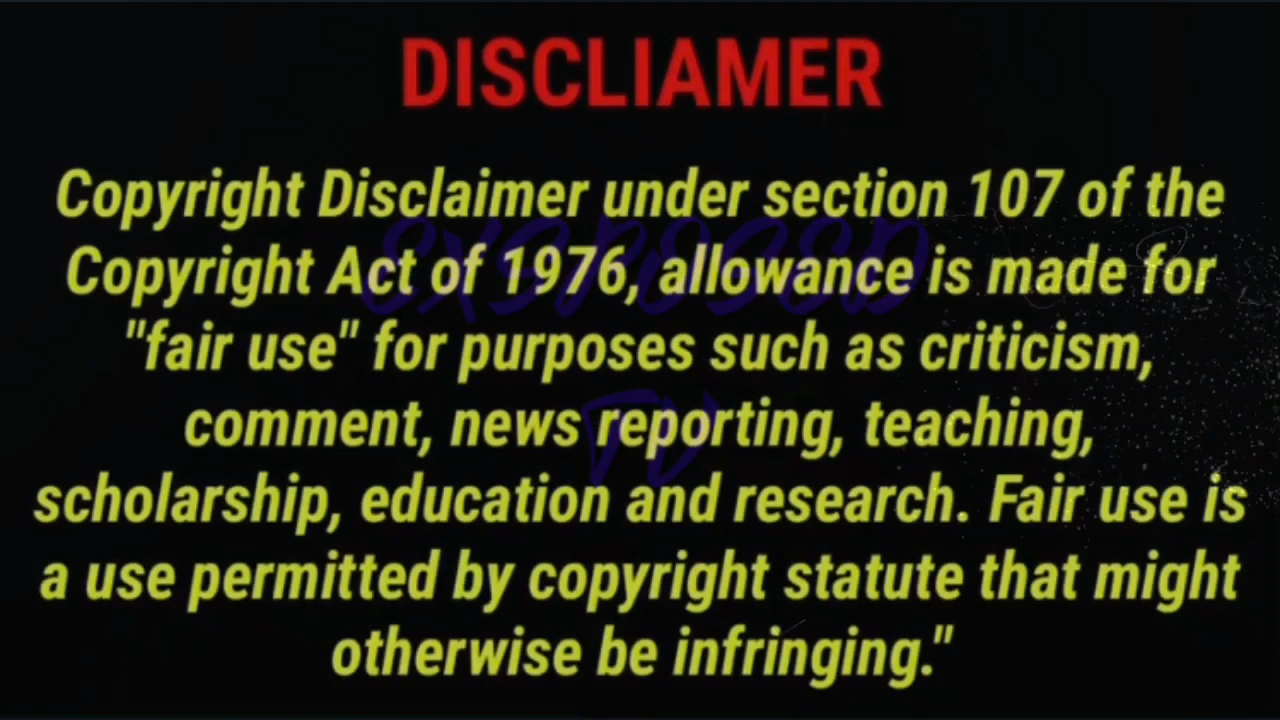 DISCLIAMER
Copyright Disclaimer under section 107 of the
Copyright Act of 1976, allowance is made for
"fair use" for purposes such as criticism,
comment, news reporting, teaching,
scholarship, education and research. Fair use is
a use permitted by copyright statute that might
otherwise be infringing."
EXSPOSED
TV